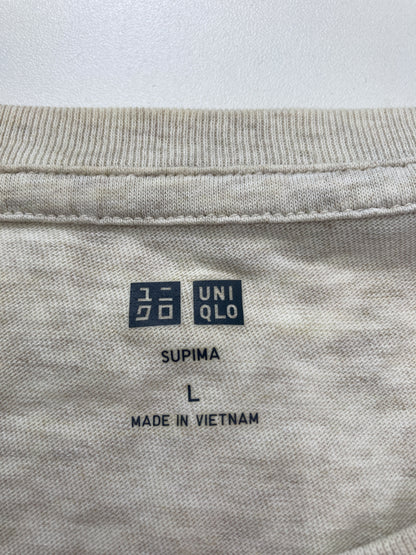 ユニ UNI
クロ QLO
SUPIMA
L
MADE IN VIETNAM